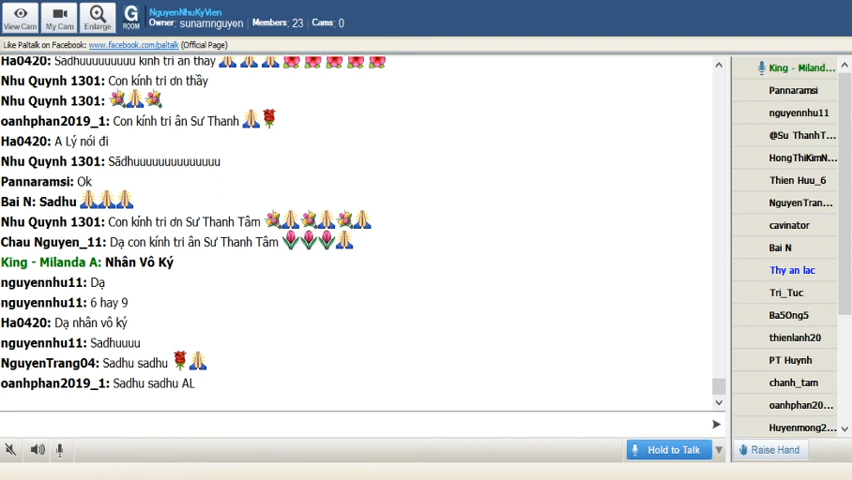 NguyenNhuKyVien
Owner: sunamnguyen Members: 23 Cams: 0
View Cam My Cam Enlarge G ROOM
Like Paltalk on Facebook: www.facebook.com/paltalk (Official Page)
Ha0420: Sadhuuuuuuuuu kính tri ân thầy
Nhu Quynh 1301: Con kính tri ơn thầy
Nhu Quynh 1301:
oanhphan2019_1: Con kính tri ân Sư Thanh
Ha0420: A Lý nói đi
Nhu Quynh 1301: Sãdhuuuuuuuuuuuuuu
Pannaramsi: Ok
Bai N: Sadhu
Nhu Quynh 1301: Con kính tri ơn Sư Thanh Tâm
Chau Nguyen_11: Dạ con kính tri ân Sư Thanh Tâm
King - Milanda A: Nhân Vô Ký
nguyennhu11: Dạ
nguyennhu11: 6 hay 9
Ha0420: Dạ nhân vô ký
nguyennhu11: Sadhuuuu
NguyenTrang04: Sadhu sadhu
oanhphan2019_1: Sadhu sadhu AL
King - Miland...
Pannaramsi
nguyennhu11
@Su ThanhT...
HongThiKimN...
Thien Huu_6
NguyenTran...
cavinator
Bai N
Thy an lac
Tri_Tuc
Ba5Ong5
thienlanh20
PT Huynh
chanh_tam
oanhphan20...
Huyenmong2...
Hold to Talk
Raise Hand